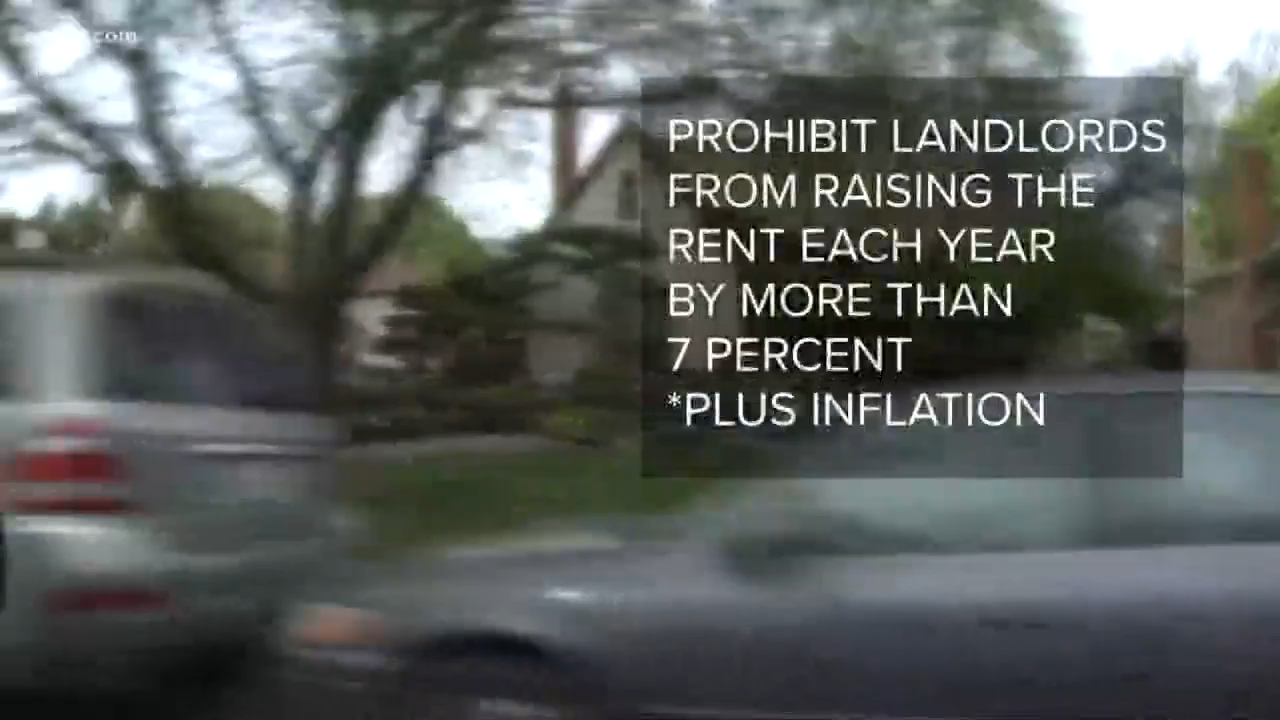 PROHIBIT LANDLORDS
FROM RAISING THE
RENT EACH YEAR
BY MORE THAN
7 PERCENT
*PLUS INFLATION